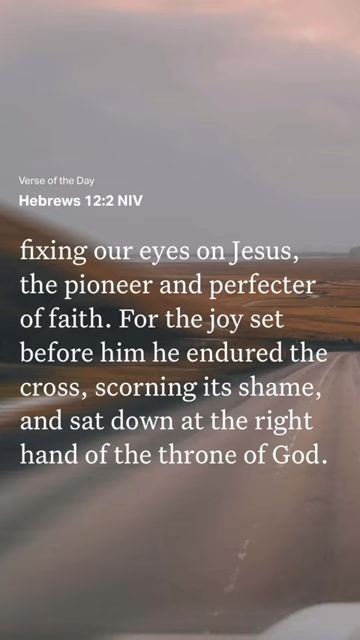 Verse of the Day
Hebrews 12:2 NIV
fixing our eyes on Jesus,
the pioneer and perfecter
of faith. For the joy set
before him he endured the
cross, scorning its shame,
and sat down at the right
hand of the throne of God.